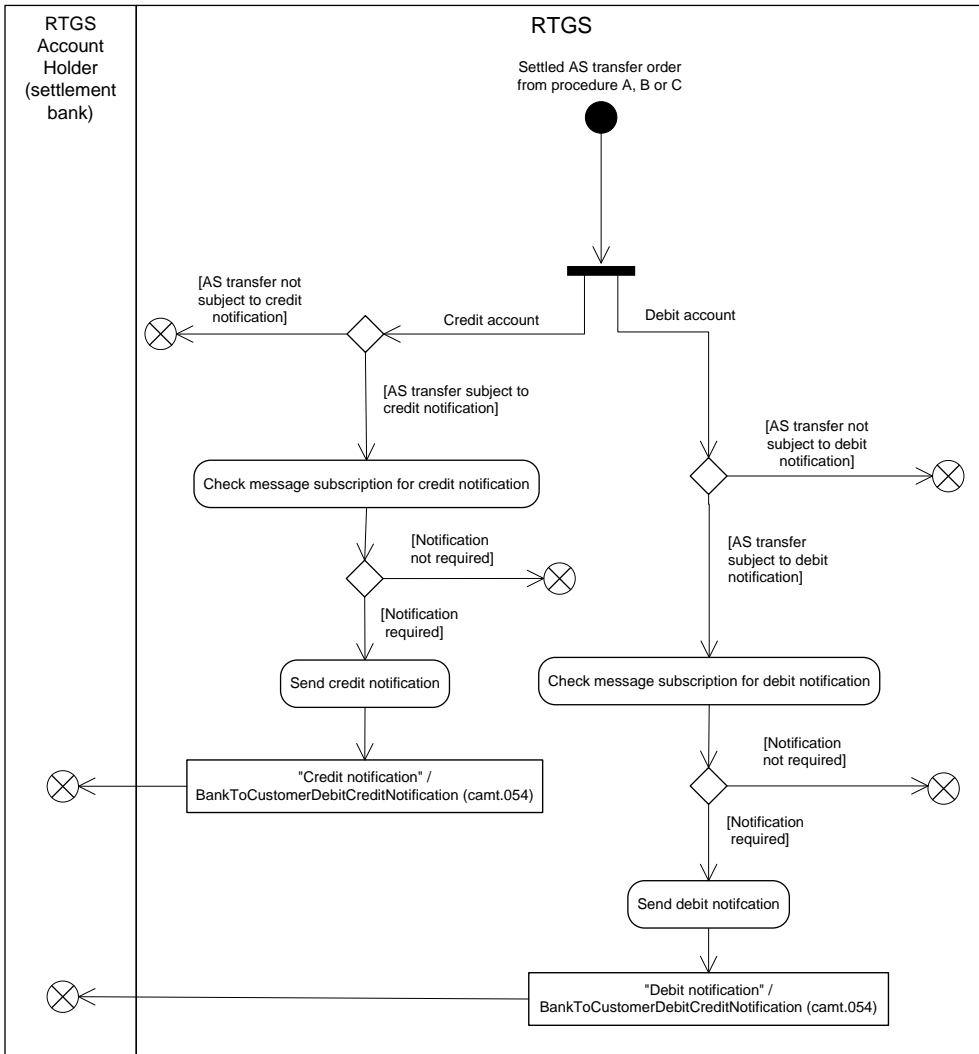 RTGS
Account
Holder
(settlement
bank)
RTGS
Settled AS transfer order
from procedure A, B or C
[AS transfer not
subject to credit
notification]
Credit account
Debit account
[AS transfer subject to
credit notification]
[AS transfer not
subject to debit
notification]
Check message subscription for credit notification
[Notification
not required]
[AS transfer
subject to debit
notification]
[Notification
required]
Send credit notification
Check message subscription for debit notification
"Credit notification" /
BankToCustomerDebitCreditNotification (camt.054)
[Notification
not required]
[Notification
required]
Send debit notifcation
"Debit notification" /
BankToCustomerDebitCreditNotification (camt.054)